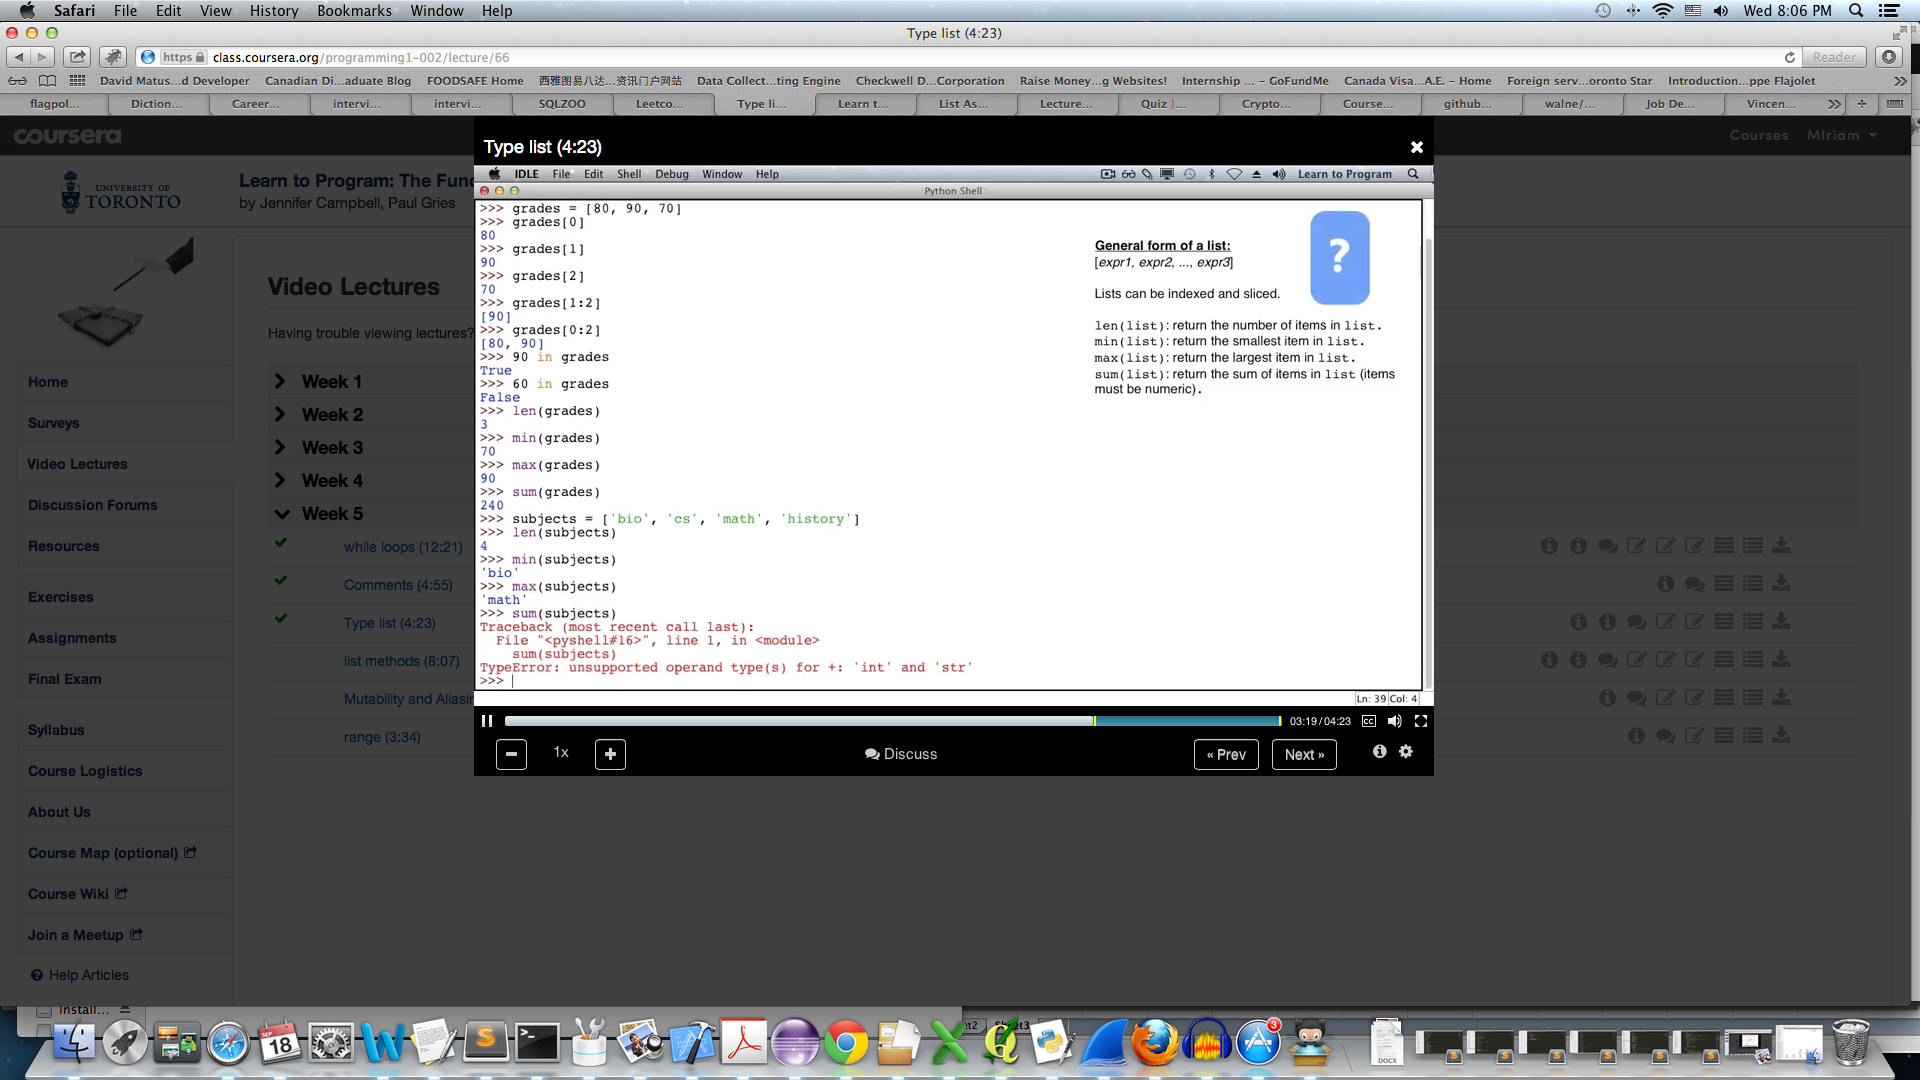 Safari File Edit View History Bookmarks Window Help Wed 8:06 PM
Type list (4:23)
https class.coursera.org/programming1-002/lecture/66 Reader
David Matus...d Developer Canadian Di...aduate Blog FOODSAFE Home 西雅图易八达...资讯门户网站 Data Collect...ting Engine Checkwell D...Corporation Raise Money...g Websites! Internship ... – GoFundMe Canada Visa...A.E. – Home Foreign serv...oronto Star Introduction...ppe Flajolet
flagpol... Diction... Career... intervi... intervi... SQLZOO Leetco... Type li... Learn t... List As... Lecture... Quiz |... Crypto... Course... github... walne/... Job De... Vincen...
coursera Courses MIriam
UNIVERSITY OF
TORONTO
Learn to Program: The Fun
by Jennifer Campbell, Paul Gries
Home
Surveys
Video Lectures
Discussion Forums
Resources
Exercises
Assignments
Final Exam
Syllabus
Course Logistics
About Us
Course Map (optional)
Course Wiki
Join a Meetup
Help Articles
Video Lectures
Having trouble viewing lectures?
Week 1
Week 2
Week 3
Week 4
Week 5
while loops (12:21)
Comments (4:55)
Type list (4:23)
list methods (8:07)
Mutability and Aliasin
range (3:34)
Type list (4:23)
IDLE File Edit Shell Debug Window Help Learn to Program
Python Shell
>>> grades = [80, 90, 70]
>>> grades[0]
80
>>> grades[1]
90
>>> grades[2]
70
>>> grades[1:2]
[90]
>>> grades[0:2]
[80, 90]
>>> 90 in grades
True
>>> 60 in grades
False
>>> len(grades)
3
>>> min(grades)
70
>>> max(grades)
90
>>> sum(grades)
240
>>> subjects = ['bio', 'cs', 'math', 'history']
>>> len(subjects)
4
>>> min(subjects)
'bio'
>>> max(subjects)
'math'
>>> sum(subjects)
Traceback (most recent call last):
File "<pyshell#16>", line 1, in <module>
sum(subjects)
TypeError: unsupported operand type(s) for +: 'int' and 'str'
>>>
General form of a list:
[expr1, expr2, ..., expr3]
?
Lists can be indexed and sliced.
len(list): return the number of items in list.
min(list): return the smallest item in list.
max(list): return the largest item in list.
sum(list): return the sum of items in list (items
must be numeric).
Ln: 39 Col: 4
03:19/04:23 CC
1x Discuss « Prev Next »
Install...
et2 Sheet3
SEP
18
3
DOCX